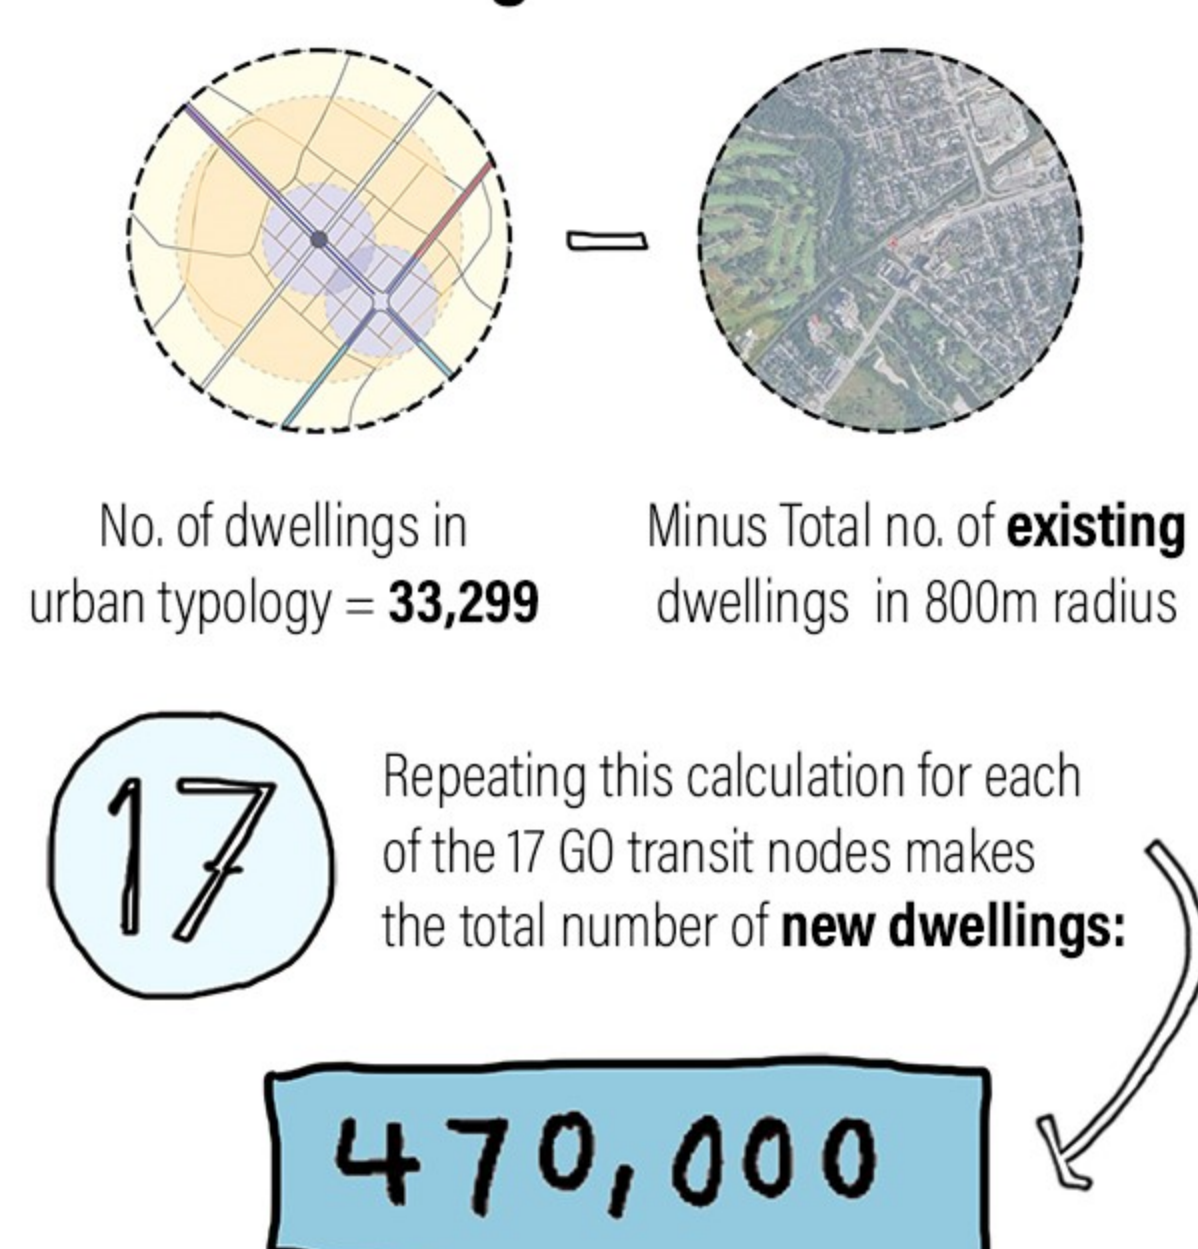 No. of dwellings in
urban typology = 33,299
Minus Total no. of existing
dwellings in 800m radius
17
Repeating this calculation for each
of the 17 GO transit nodes makes
the total number of new dwellings:
470,000